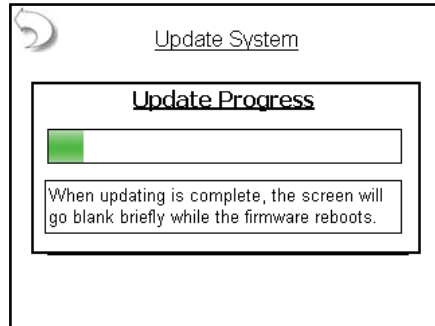 Update System
Update Progress
When updating is complete, the screen will
go blank briefly while the firmware reboots.